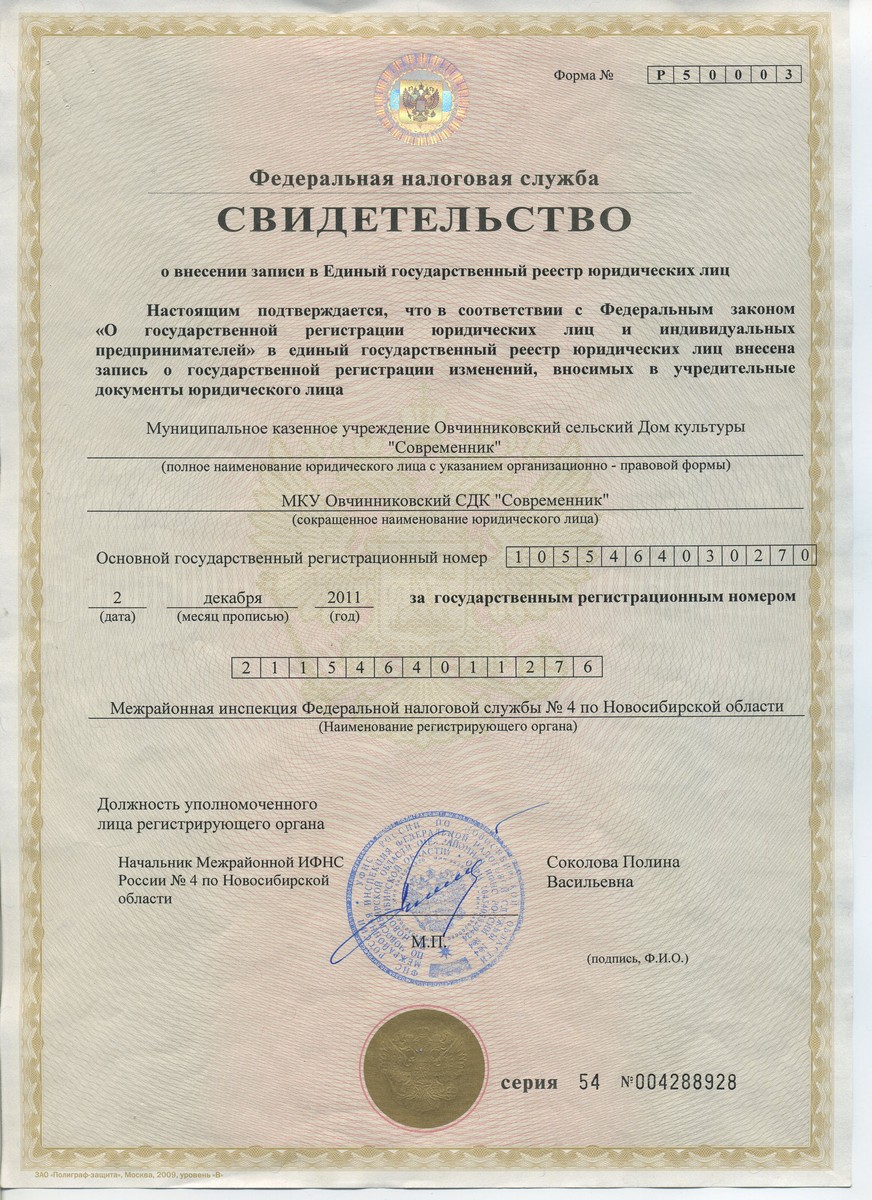 Форма № Р50003
Федеральная налоговая служба
СВИДЕТЕЛЬСТВО
о внесении записи в Единый государственный реестр юридических лиц
Настоящим подтверждается, что в соответствии с Федеральным законом
«О государственной регистрации юридических лиц и индивидуальных
предпринимателей» в единый государственный реестр юридических лиц внесена
запись о государственной регистрации изменений, вносимых в учредительные
документы юридического лица
Муниципальное казенное учреждение Овчинниковский сельский Дом культуры
"Современник"
(полное наименование юридического лица с указанием организационно - правовой формы)
МКУ Овчинниковский СДК "Современник"
(сокращенное наименование юридического лица)
Основной государственный регистрационный номер 1055464030270
2 декабря 2011 за государственным регистрационным номером
(дата) (месяц прописью) (год)
2115464011276
Межрайонная инспекция Федеральной налоговой службы № 4 по Новосибирской области
(Наименование регистрирующего органа)
Должность уполномоченного
лица регистрирующего органа
Начальник Межрайонной ИФНС
России № 4 по Новосибирской
области
Соколова Полина
Васильевна
М.П.
(подпись, Ф.И.О.)
серия 54 №004288928
ЗАО «Полиграф-защита», Москва, 2009, уровень «В»